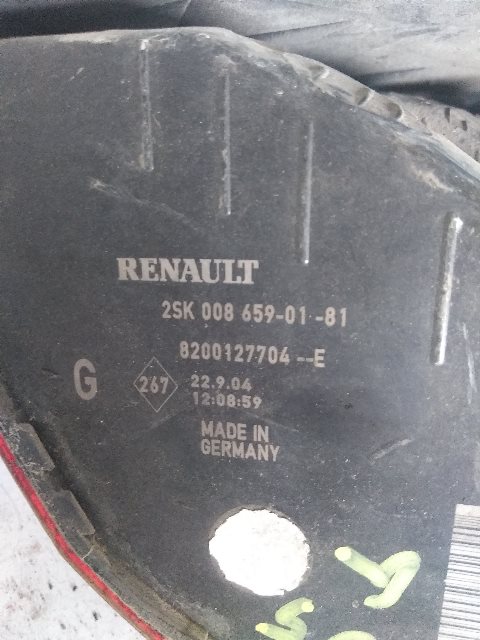 RENAULT
2SK 008 659-01-81
8200127704--E
G
267
22.9.04
12:08:59
MADE IN
GERMANY